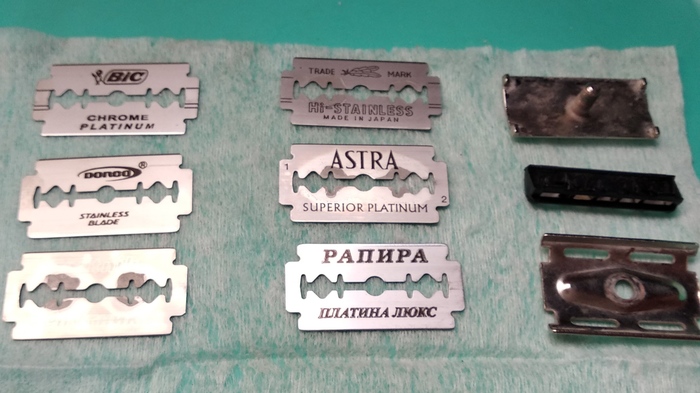 BiC
CHROME
PLATINUM
TRADE MARK
Hi-STAINLESS
MADE IN JAPAN
DORCO®
STAINLESS
BLADE
1
ASTRA
2
SUPERIOR PLATINUM
РАПИРА
ПЛАТИНА ЛЮКС